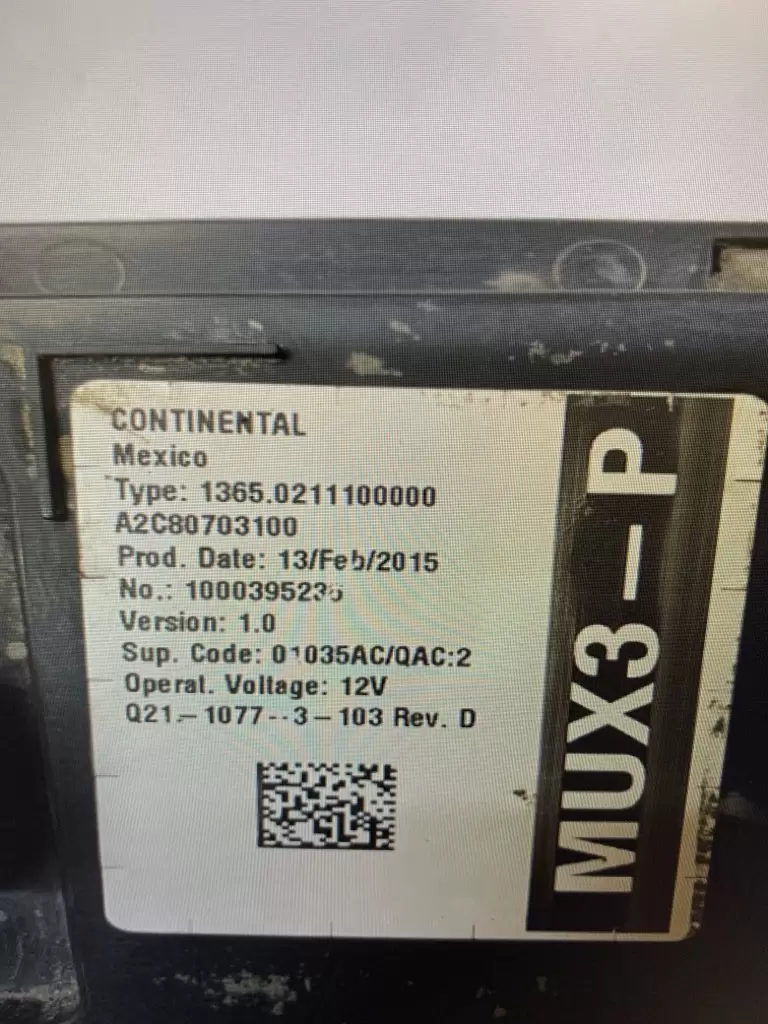 CONTINENTAL
Mexico
Type: 1365.0211100000
A2C80703100
Prod. Date: 13/Feb/2015
No.:
Version: 1.0
Sup. Code: 01035AC/QAC:2
Operat. Voltage: 12V
Q21-1077--3-103 Rev. D
MUX3-P